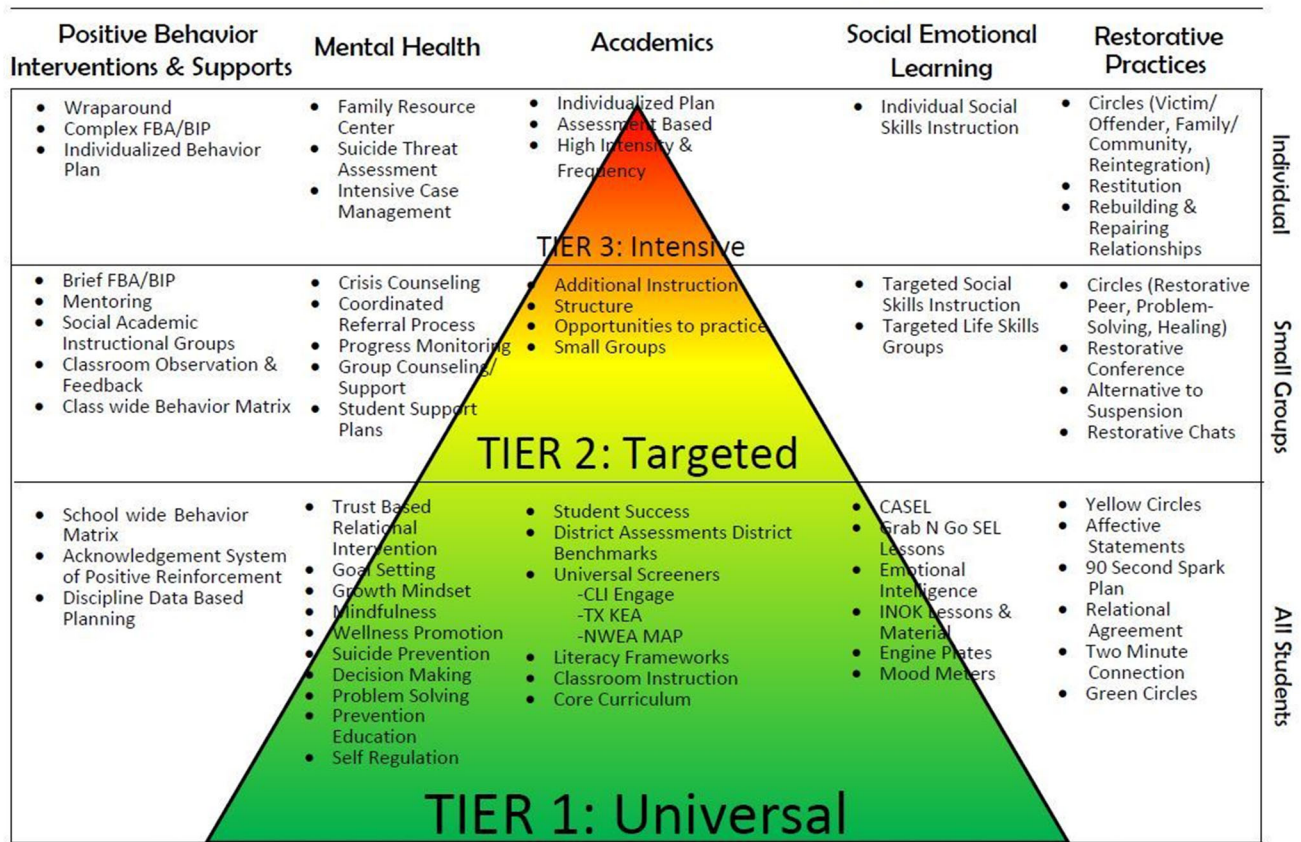 Positive Behavior
Interventions & Supports
Mental Health
Academics
Social Emotional
Learning
Restorative
Practices
• Wraparound
• Complex FBA/BIP
• Individualized Behavior
Plan
• Family Resource
Center
• Suicide Threat
Assessment
• Intensive Case
Management
• Individualized Plan
• Assessment Based
• High Intensity &
Frequency
• Individual Social
Skills Instruction
• Circles (Victim/
Offender, Family/
Community,
Reintegration)
• Restitution
• Rebuilding &
Repairing
Relationships
Individual
TIER 3: Intensive
• Brief FBA/BIP
• Mentoring
• Social Academic
Instructional Groups
• Classroom Observation &
Feedback
• Class wide Behavior Matrix
• Crisis Counseling
• Coordinated
Referral Process
• Progress Monitoring
• Group Counseling/
Support
• Student Support
Plans
• Additional Instruction
• Structure
• Opportunities to practice
• Small Groups
• Targeted Social
Skills Instruction
• Targeted Life Skills
Groups
• Circles (Restorative
Peer, Problem-
Solving, Healing)
• Restorative
Conference
• Alternative to
Suspension
• Restorative Chats
Small Groups
TIER 2: Targeted
• School wide Behavior
Matrix
• Acknowledgement System
of Positive Reinforcement
• Discipline Data Based
Planning
• Trust Based
Relational
Intervention
• Goal Setting
• Growth Mindset
• Mindfulness
• Wellness Promotion
• Suicide Prevention
• Decision Making
• Problem Solving
• Prevention
Education
• Self Regulation
• Student Success
• District Assessments District
Benchmarks
• Universal Screeners
-CLI Engage
-TX KEA
-NWEA MAP
• Literacy Frameworks
• Classroom Instruction
• Core Curriculum
• CASEL
• Grab N Go SEL
Lessons
• Emotional
Intelligence
• INOK Lessons &
Material
• Engine Plates
• Mood Meters
• Yellow Circles
• Affective
Statements
• 90 Second Spark
Plan
• Relational
Agreement
• Two Minute
Connection
• Green Circles
All Students
TIER 1: Universal